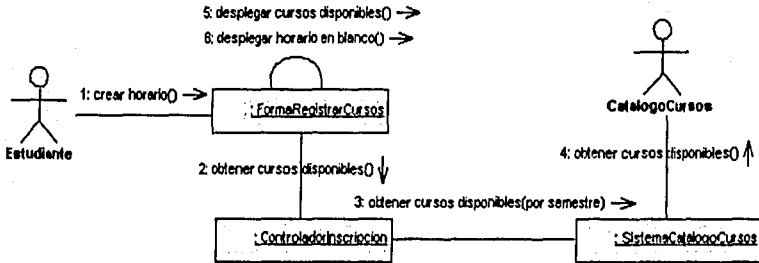 5: desplegar cursos disponibles() →
6: desplegar horario en blanco() →
1: crear horario() →
: FormaRegistrarCursos
Estudiante
CatalogoCursos
2: obtener cursos disponibles() ↓
4: obtener cursos disponibles() ↑
3: obtener cursos disponibles(por semestre) →
: ControladorInscripcion
: SistemaCatalogoCursos